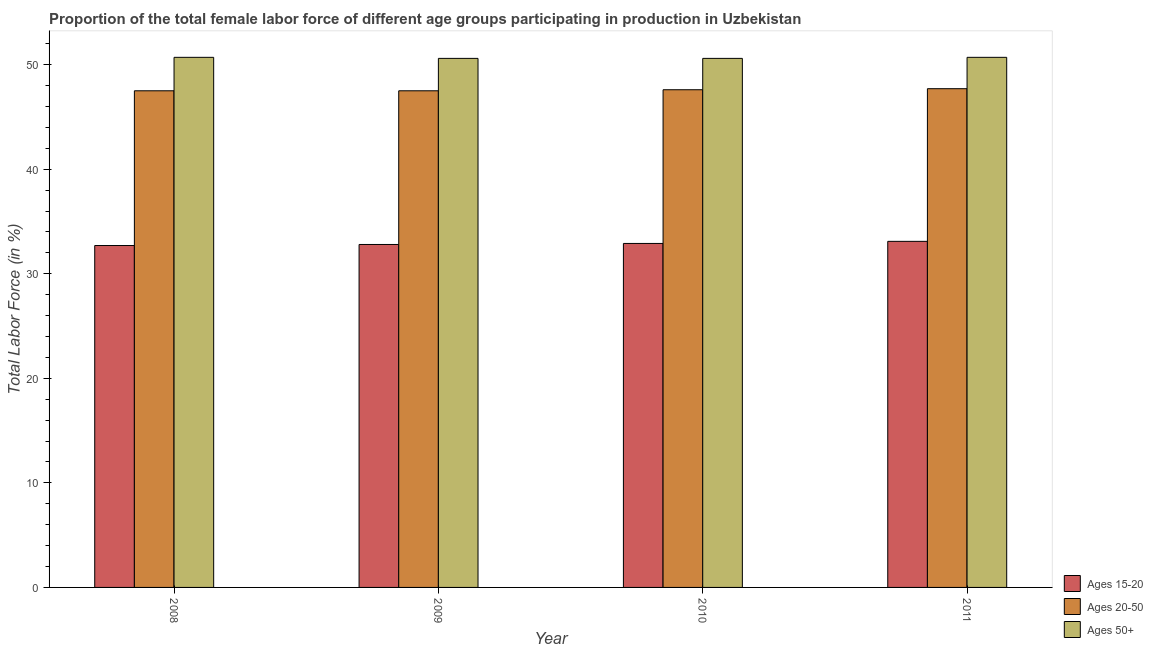 Proportion of the total female labor force of different age groups participating in production in Uzbekistan
Total Labor Force (in %)
50
40
30
20
10
0
2008
2009
2010
2011
Year
Ages 15-20
Ages 20-50
Ages 50+